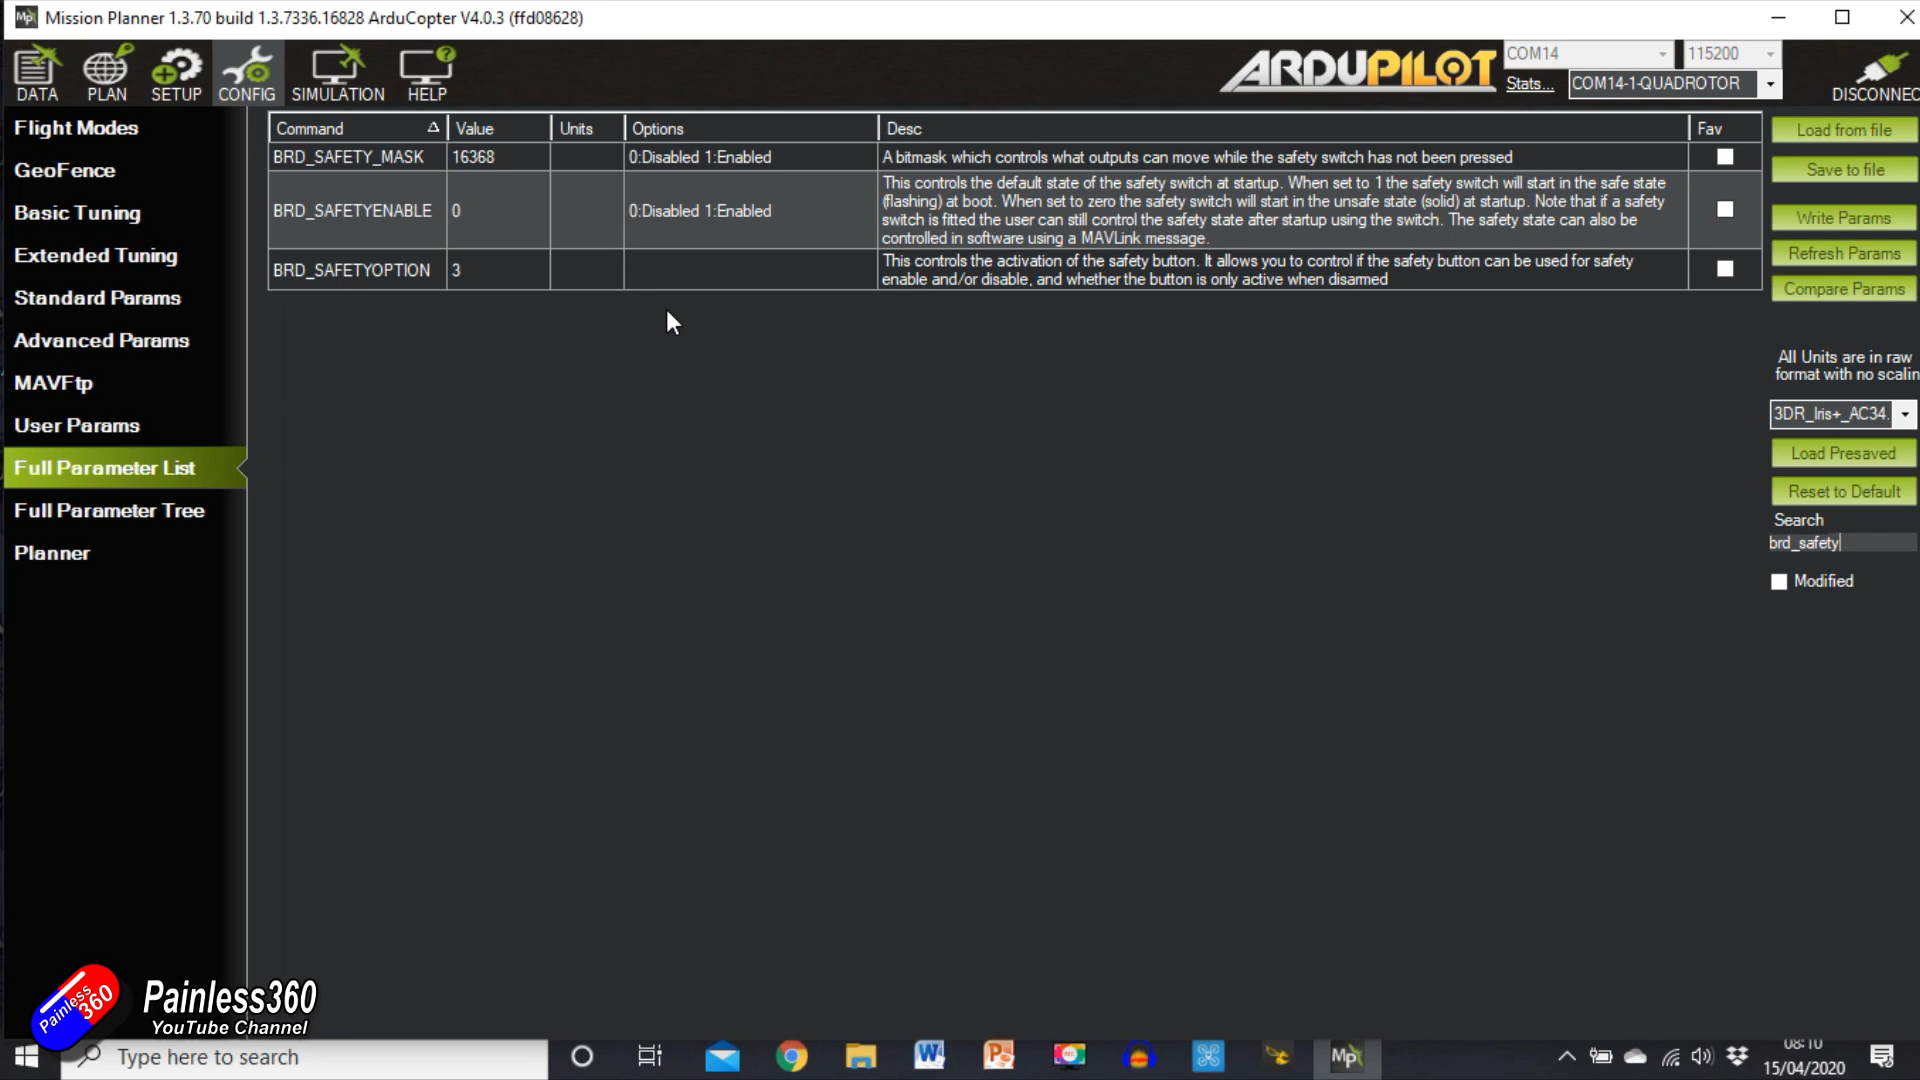 Mission Planner 1.3.70 build 1.3.7336.16828 ArduCopter V4.0.3 (ffd08628)
DATA PLAN SETUP CONFIG SIMULATION HELP
ARDUPILOT
COM14 115200
Stats... COM14-1-QUADROTOR
DISCONNEC
Flight Modes
GeoFence
Basic Tuning
Extended Tuning
Standard Params
Advanced Params
MAVFtp
User Params
Full Parameter List
Full Parameter Tree
Planner
Command Value Units Options Desc Fav
BRD_SAFETY_MASK 16368 0:Disabled 1:Enabled A bitmask which controls what outputs can move while the safety switch has not been pressed
BRD_SAFETYENABLE 0 0:Disabled 1:Enabled
This controls the default state of the safety switch at startup. When set to 1 the safety switch will start in the safe state
(flashing) at boot. When set to zero the safety switch will start in the unsafe state (solid) at startup. Note that if a safety
switch is fitted the user can still control the safety state after startup using the switch. The safety state can also be
controlled in software using a MAVLink message.
BRD_SAFETYOPTION 3
This controls the activation of the safety button. It allows you to control if the safety button can be used for safety
enable and/or disable, and whether the button is only active when disarmed
Load from file
Save to file
Write Params
Refresh Params
Compare Params
All Units are in raw
format with no scalin
3DR_Iris+_AC34.
Load Presaved
Reset to Default
Search
brd_safety
Modified
Painless
360
Painless360
YouTube Channel
Type here to search
08:10
15/04/2020